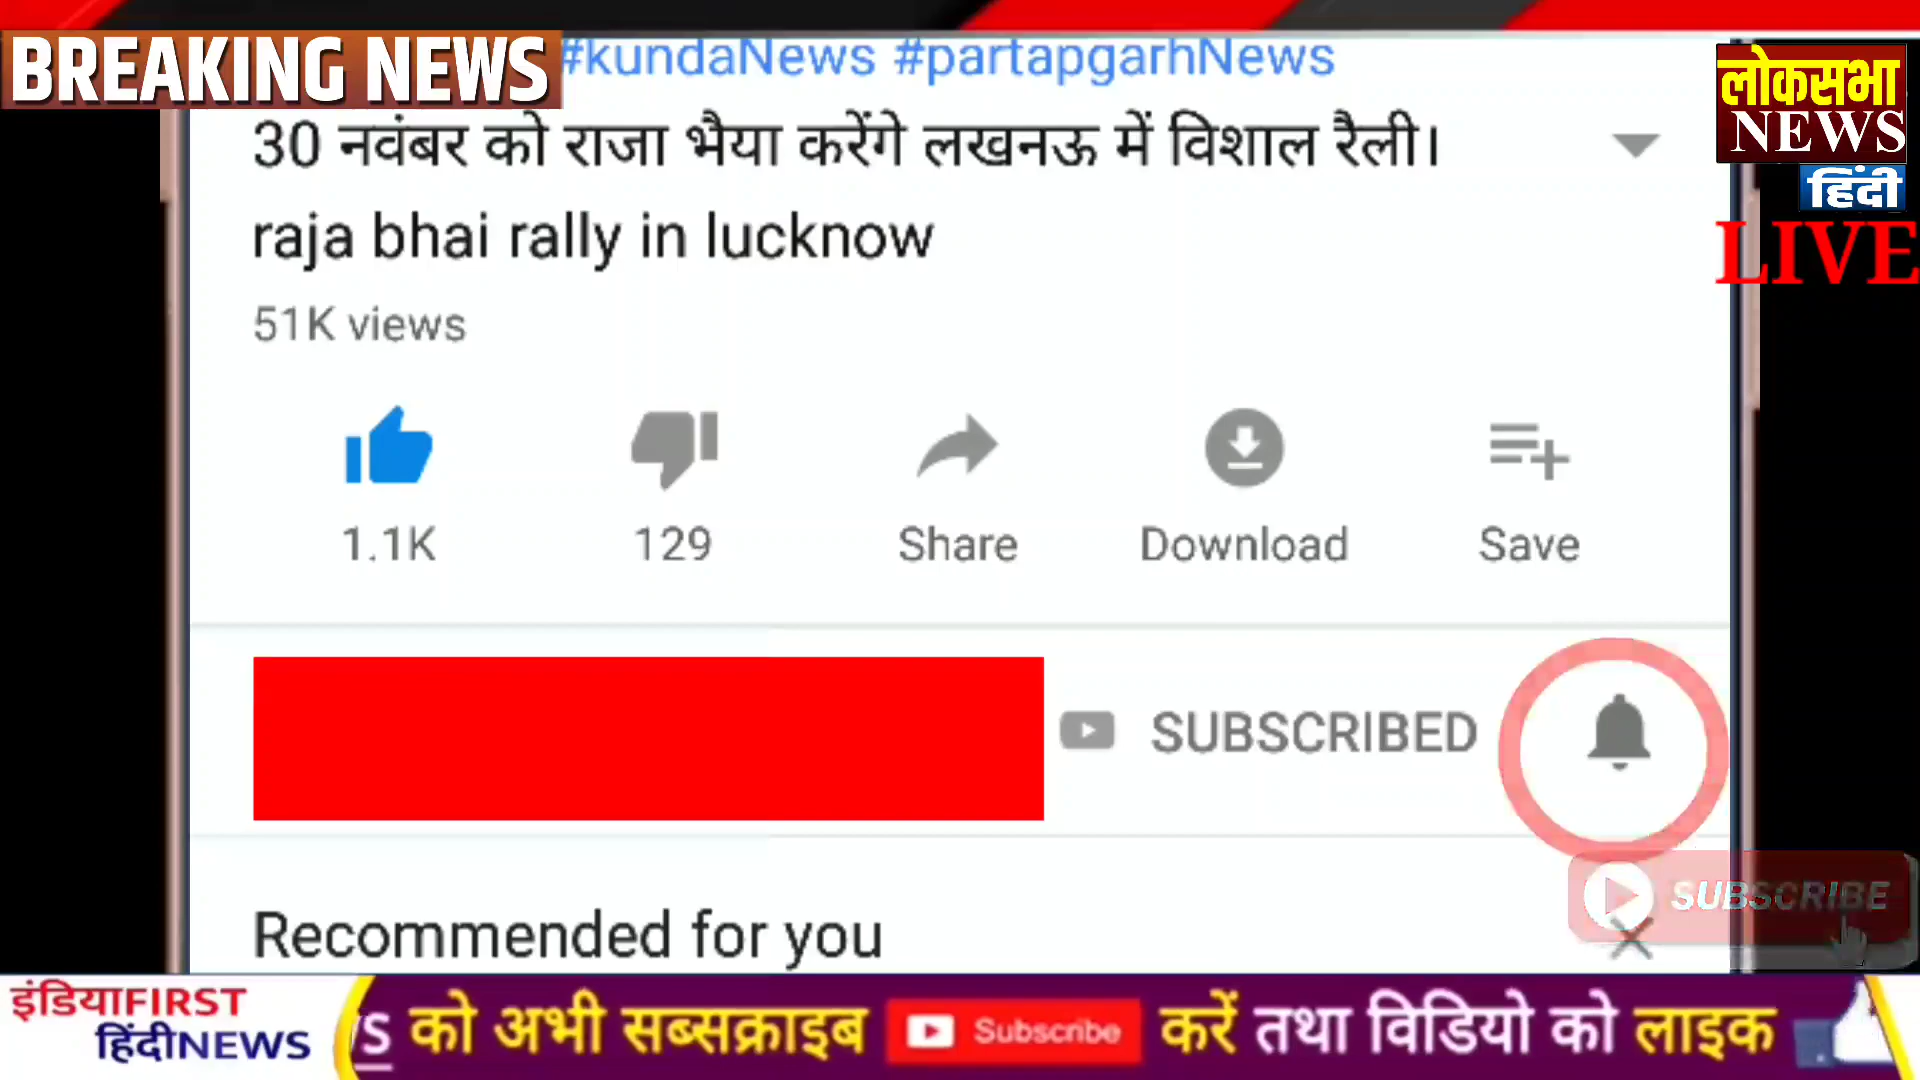 BREAKING NEWS
#kundaNews #partapgarhNews
लोकसभा
NEWS
हिंदी
LIVE
30 नवंबर को राजा भैया करेंगे लखनऊ में विशाल रैली।
raja bhai rally in lucknow
51K views
1.1K 129 Share Download Save
SUBSCRIBED
SUBSCRIBE
Recommended for you
इंडियाFIRST
हिंदीNEWS
S को अभी सब्सक्राइब Subscribe करें तथा विडियो को लाइक